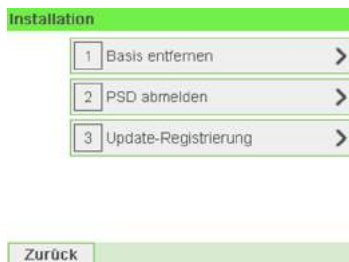 Installation
1 Basis entfernen
2 PSD abmelden
3 Update-Registrierung
Zurück